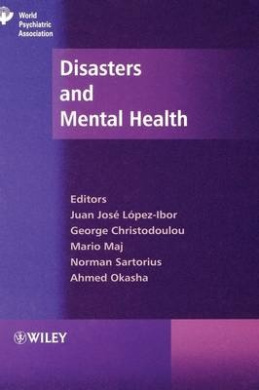 World
Psychiatric
Association
Disasters
and
Mental Health
Editors
Juan José López-Ibor
George Christodoulou
Mario Maj
Norman Sartorius
Ahmed Okasha
WILEY